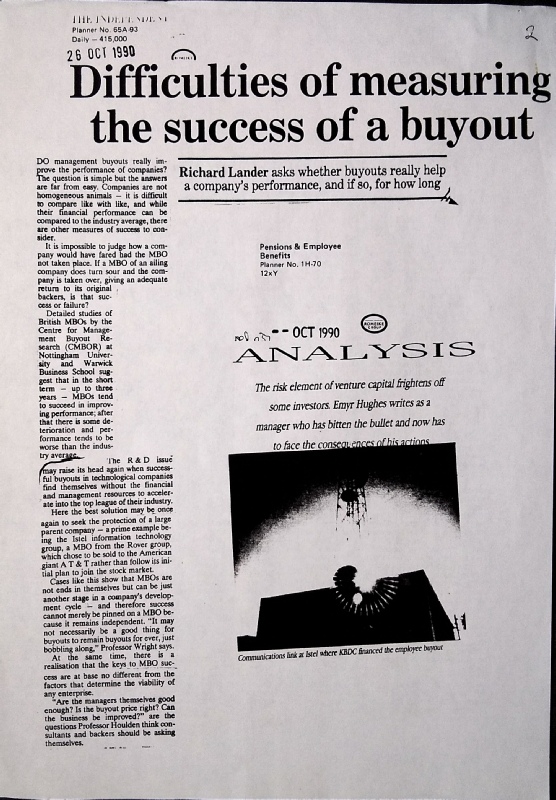 THE INDEPENDENT
Planner No. 65A-93
Daily — 415,000
26 OCT 1990
2
Difficulties of measuring
the success of a buyout
Richard Lander asks whether buyouts really help
a company's performance, and if so, for how long
DO management buyouts really im-
prove the performance of companies?
The question is simple but the answers
are far from easy. Companies are not
homogeneous animals — it is difficult
to compare like with like, and while
their financial performance can be
compared to the industry average, there
are other measures of success to con-
sider.
It is impossible to judge how a com-
pany would have fared had the MBO
not taken place. If a MBO of an ailing
company does turn sour and the com-
pany is taken over, giving an adequate
return to its original
backers, is that suc-
cess or failure?
Detailed studies of
British MBOs by the
Centre for Manage-
ment Buyout Re-
search (CMBOR) at
Nottingham Univer-
sity and Warwick
Business School sug-
gest that in the short
term — up to three
years — MBOs tend
to succeed in improv-
ing performance; after
that there is some de-
terioration and per-
formance tends to be
worse than the indus-
try average.
The R & D issue
may raise its head again when success-
ful buyouts in technological companies
find themselves without the financial
and management resources to acceler-
ate into the top league of their industry.
Here the best solution may be once
again to seek the protection of a large
parent company — a prime example be-
ing the Istel information technology
group, a MBO from the Rover group,
which chose to be sold to the American
giant A T & T rather than follow its ini-
tial plan to join the stock market.
Cases like this show that MBOs are
not ends in themselves but can be just
another stage in a company's develop-
ment cycle — and therefore success
cannot merely be pinned on a MBO be-
cause it remains independent. "It may
not necessarily be a good thing for
buyouts to remain buyouts for ever, just
bobbling along," Professor Wright says.
At the same time, there is a
realisation that the keys to MBO suc-
cess are at base no different from the
factors that determine the viability of
any enterprise.
"Are the managers themselves good
enough? Is the buyout price right? Can
the business be improved?" are the
questions Professor Houlden think con-
sultants and backers should be asking
themselves.
Pensions & Employee
Benefits
Planner No. 1H-70
12xY
-- OCT 1990
ROMEIKE
ANALYSIS
The risk element of venture capital frightens off
some investors. Emyr Hughes writes as a
manager who has bitten the bullet and now has
to face the consequences of his actions
Communications link at Istel where KBDC financed the employee buyout